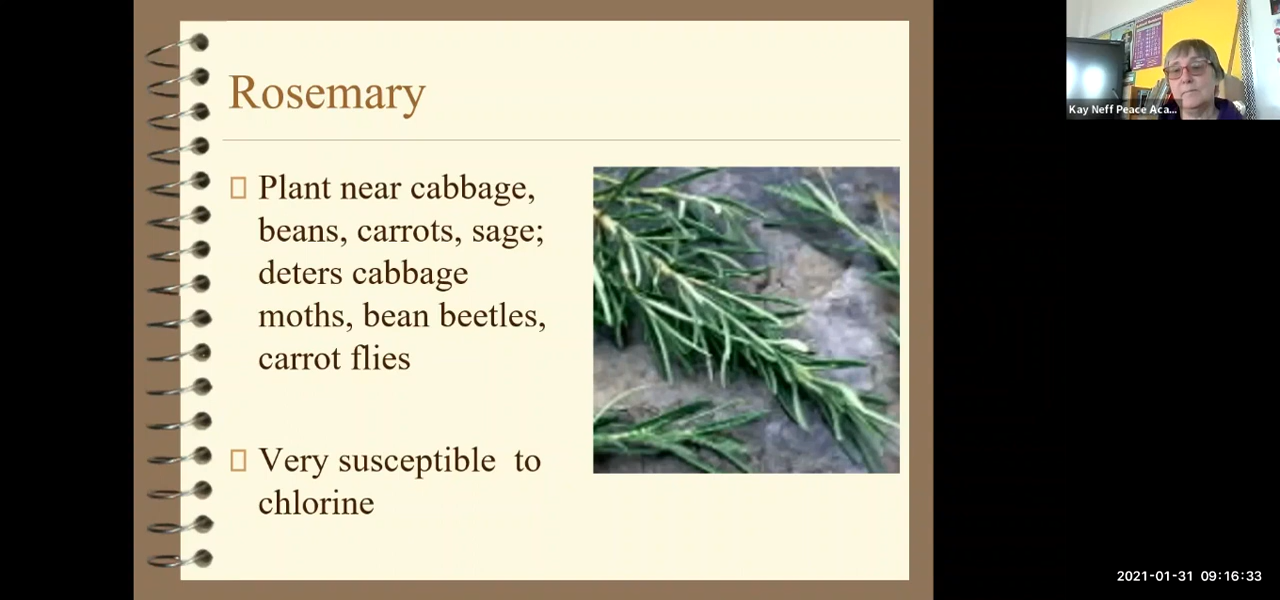 Rosemary
Plant near cabbage,
beans, carrots, sage;
deters cabbage
moths, bean beetles,
carrot flies
Very susceptible  to
chlorine
Kay Neff Peace Aca...
2021-01-31 09:16:33